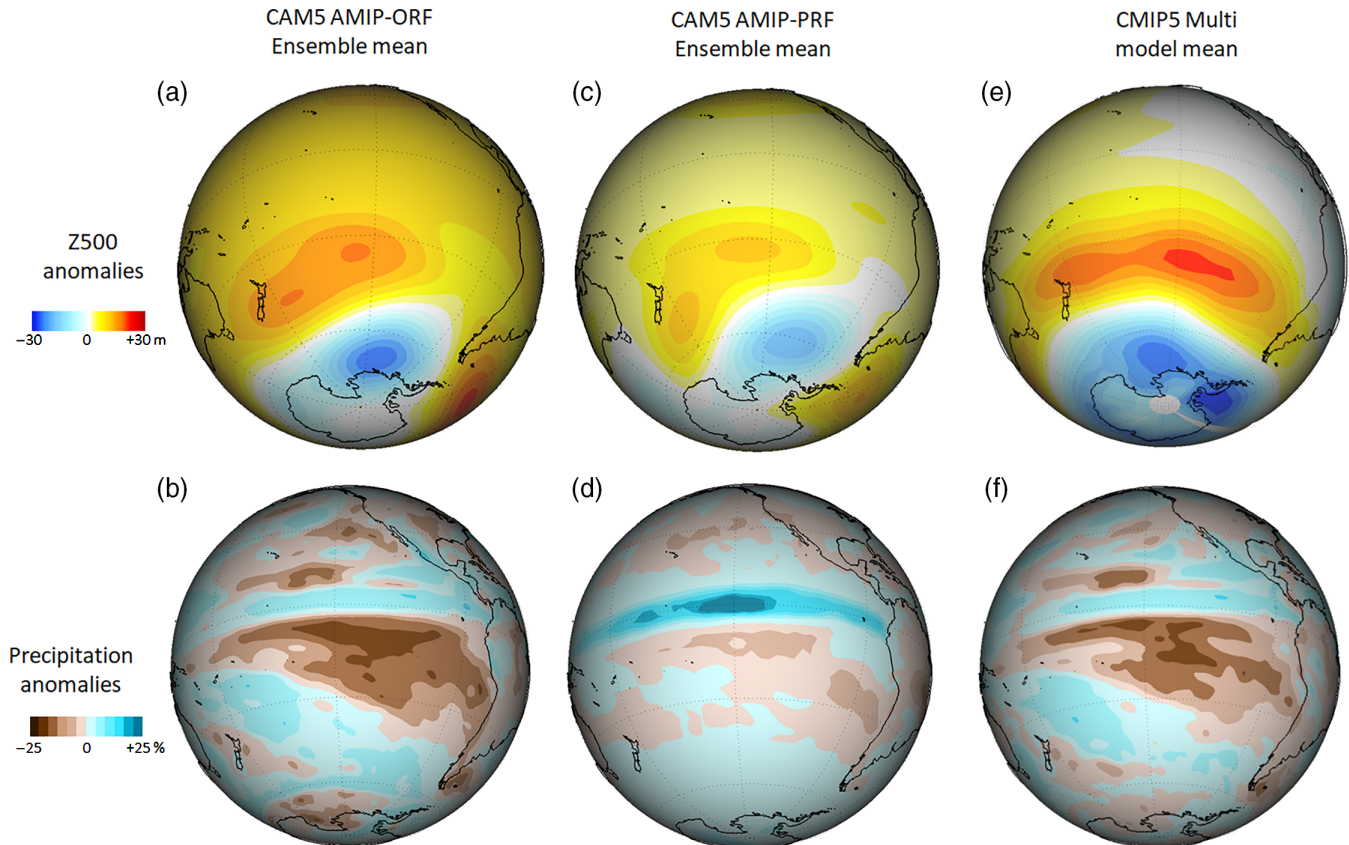 CAM5 AMIP-ORF
Ensemble mean
CAM5 AMIP-PRF
Ensemble mean
CMIP5 Multi
model mean
(a)
(c)
(e)
Z500
anomalies
−30 0 +30 m
(b)
(d)
(f)
Precipitation
anomalies
−25 0 +25 %